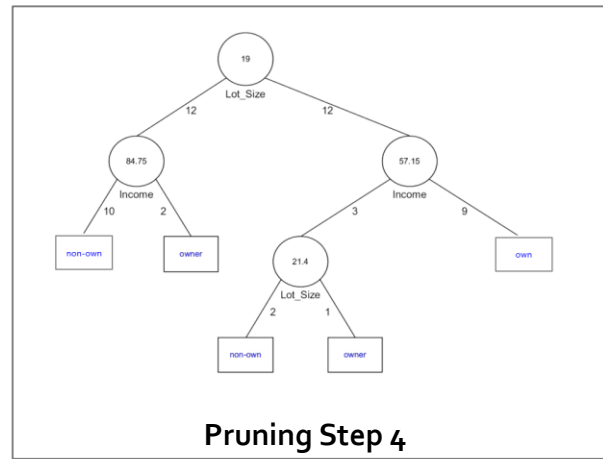 19
Lot_Size
12 12
84.75 57.15
Income Income
10 2 3 9
non-own owner 21.4 own
Lot_Size
2 1
non-own owner
Pruning Step 4